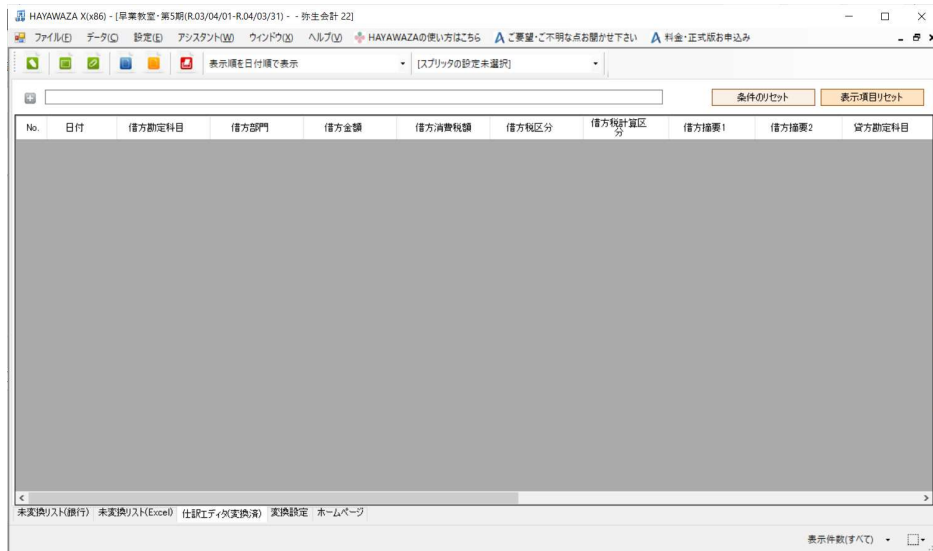 HAYAWAZA X(x86) - [早業教室・第5期(R.03/04/01-R.04/03/31) - - 弥生会計 22]
ファイル(F) データ(C) 設定(E) アシスタント(W) ウィンドウ(X) ヘルプ(V) HAYAWAZAの使い方はこちら ご要望・ご不明な点お聞かせ下さい 料金・正式版お申込み
表示順を日付順で表示 [スプリッタの設定未選択]
条件のリセット 表示項目リセット
No. 日付 借方勘定科目 借方部門 借方金額 借方消費税額 借方税区分 借方税計算区分 借方摘要1 借方摘要2 貸方勘定科目
未変換リスト(銀行) 未変換リスト(Excel) 仕訳エディタ(変換済) 変換設定 ホームページ
表示件数(すべて)